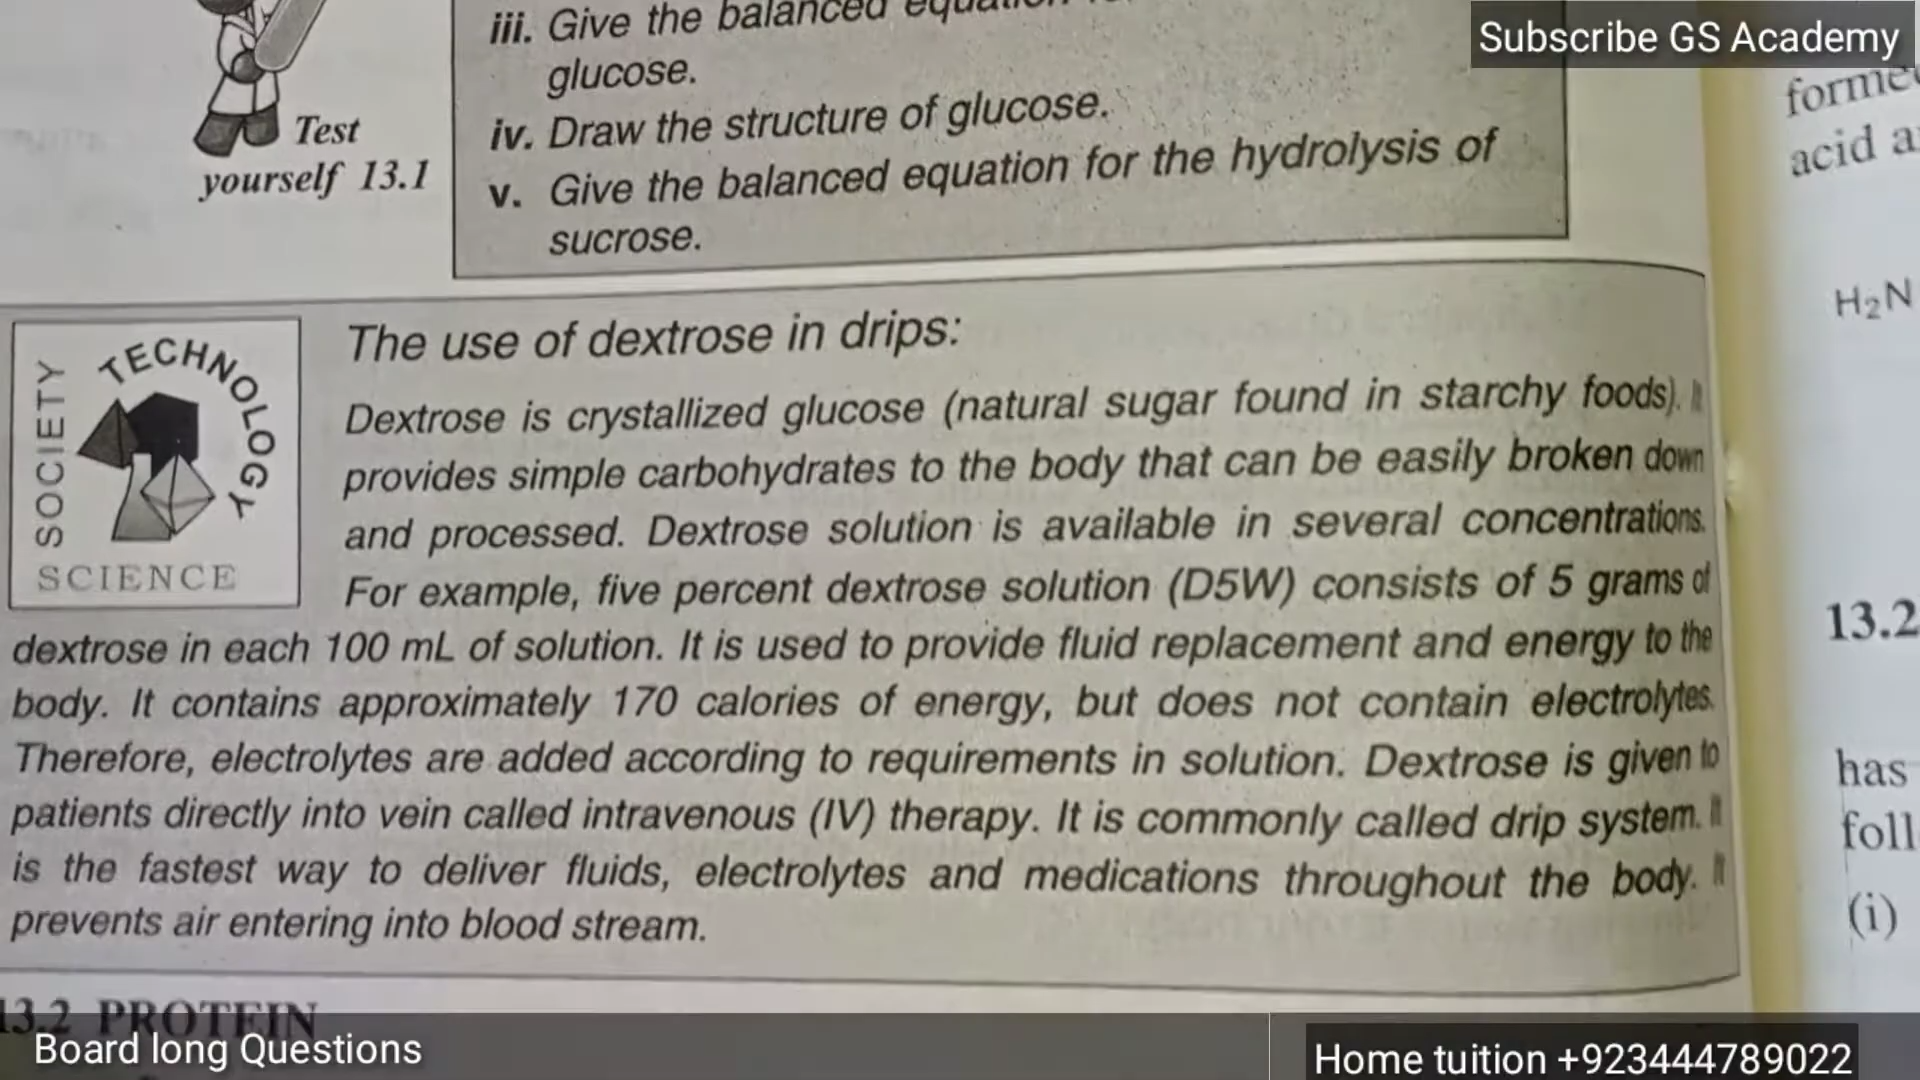 iii. Give the balanced equation
glucose.
iv. Draw the structure of glucose.
v. Give the balanced equation for the hydrolysis of
sucrose.
Test
yourself 13.1
Subscribe GS Academy
SOCIETY
TECHNOLOGY
SCIENCE
The use of dextrose in drips:
Dextrose is crystallized glucose (natural sugar found in starchy foods). It
provides simple carbohydrates to the body that can be easily broken down
and processed. Dextrose solution is available in several concentrations.
For example, five percent dextrose solution (D5W) consists of 5 grams of
dextrose in each 100 mL of solution. It is used to provide fluid replacement and energy to the
body. It contains approximately 170 calories of energy, but does not contain electrolytes.
Therefore, electrolytes are added according to requirements in solution. Dextrose is given to
patients directly into vein called intravenous (IV) therapy. It is commonly called drip system. It
is the fastest way to deliver fluids, electrolytes and medications throughout the body. It
prevents air entering into blood stream.
13.2 PROTEIN
acid
H₂N
13.2
has
(i)
Board long Questions
Home tuition +923444789022